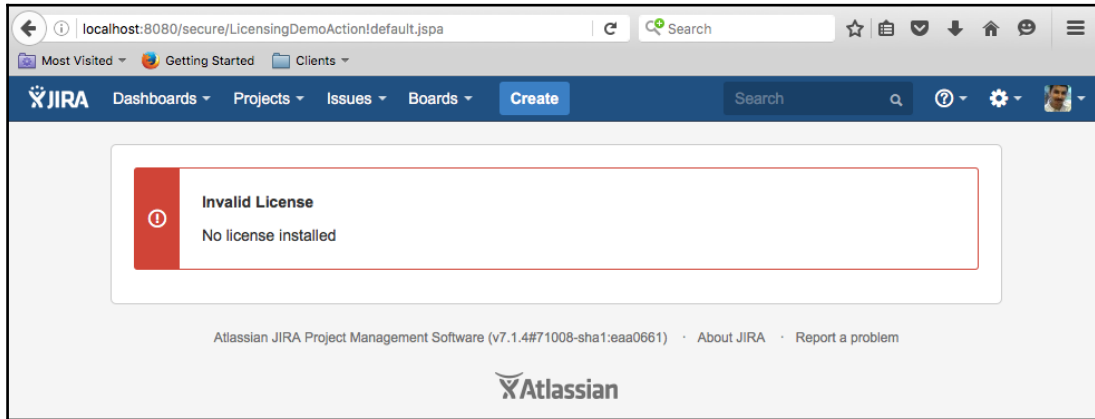 localhost:8080/secure/LicensingDemoAction!default.jspa Search
Most Visited Getting Started Clients
JIRA Dashboards Projects Issues Boards Create Search
Invalid License
No license installed
Atlassian JIRA Project Management Software (v7.1.4#71008-sha1:eaa0661) · About JIRA · Report a problem
Atlassian